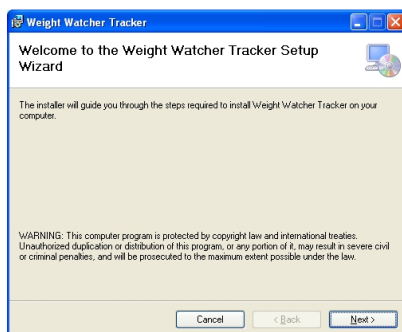 Weight Watcher Tracker
Welcome to the Weight Watcher Tracker Setup
Wizard
The installer will guide you through the steps required to install Weight Watcher Tracker on your
computer.
WARNING: This computer program is protected by copyright law and international treaties.
Unauthorized duplication or distribution of this program, or any portion of it, may result in severe civil
or criminal penalties, and will be prosecuted to the maximum extent possible under the law.
Cancel < Back Next >